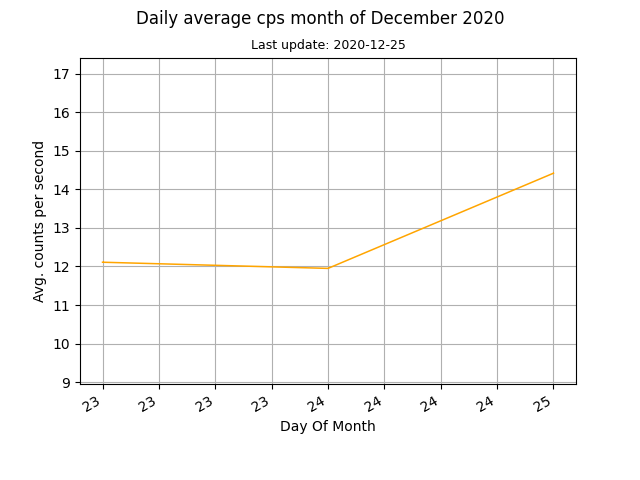 Daily average cps month of December 2020
Last update: 2020-12-25
17
16
15
14
13
12
11
10
9
Avg. counts per second
23 23 23 23 24 24 24 24 25
Day Of Month